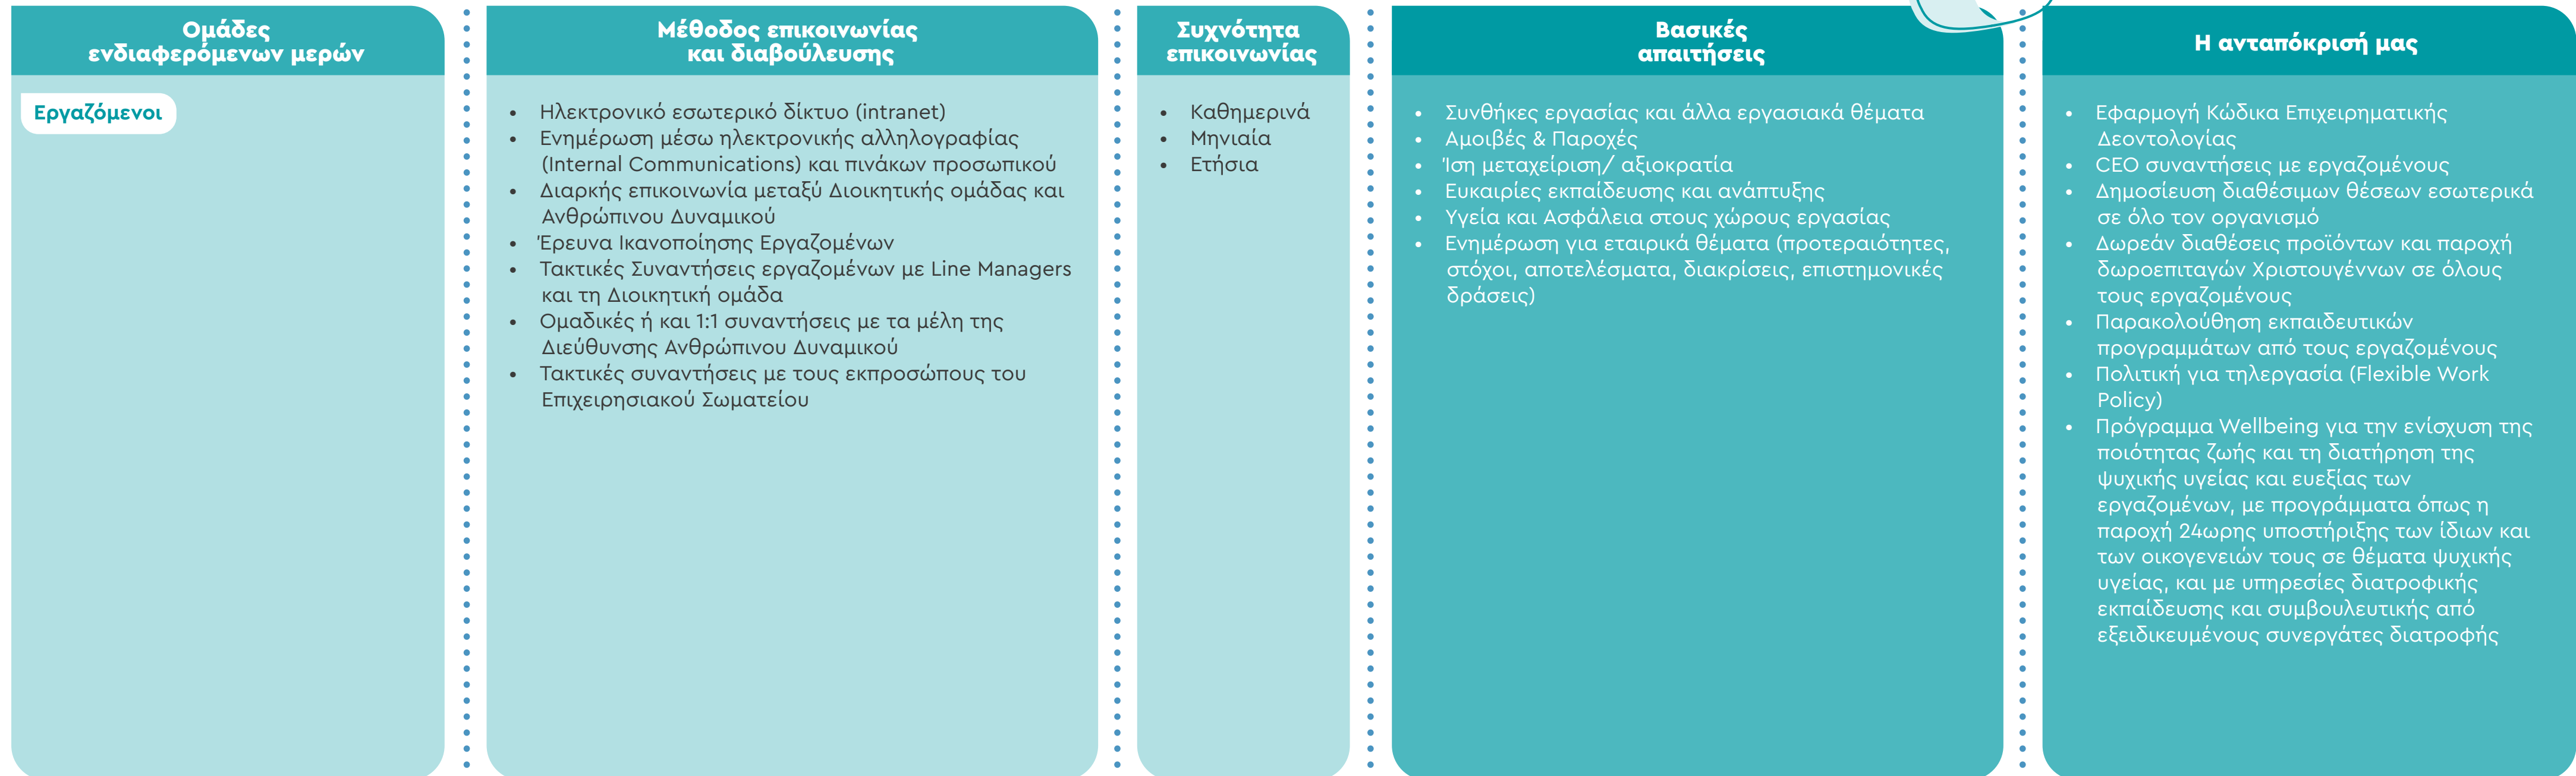 Ομάδες
ενδιαφερόμενων μερών
Εργαζόμενοι
Μέθοδος επικοινωνίας
και διαβούλευσης
• Ηλεκτρονικό εσωτερικό δίκτυο (intranet)
• Ενημέρωση μέσω ηλεκτρονικής αλληλογραφίας
(Internal Communications) και πινάκων προσωπικού
• Διαρκής επικοινωνία μεταξύ Διοικητικής ομάδας και
Ανθρώπινου Δυναμικού
• Έρευνα Ικανοποίησης Εργαζομένων
• Τακτικές Συναντήσεις εργαζομένων με Line Managers
και τη Διοικητική ομάδα
• Ομαδικές ή και 1:1 συναντήσεις με τα μέλη της
Διεύθυνσης Ανθρώπινου Δυναμικού
• Τακτικές συναντήσεις με τους εκπροσώπους του
Επιχειρησιακού Σωματείου
Συχνότητα
επικοινωνίας
• Καθημερινά
• Μηνιαία
• Ετήσια
Βασικές
απαιτήσεις
• Συνθήκες εργασίας και άλλα εργασιακά θέματα
• Αμοιβές & Παροχές
• Ίση μεταχείριση/ αξιοκρατία
• Ευκαιρίες εκπαίδευσης και ανάπτυξης
• Υγεία και Ασφάλεια στους χώρους εργασίας
• Ενημέρωση για εταιρικά θέματα (προτεραιότητες,
στόχοι, αποτελέσματα, διακρίσεις, επιστημονικές
δράσεις)
Η ανταπόκρισή μας
• Εφαρμογή Κώδικα Επιχειρηματικής
Δεοντολογίας
• CEO συναντήσεις με εργαζομένους
• Δημοσίευση διαθέσιμων θέσεων εσωτερικά
σε όλο τον οργανισμό
• Δωρεάν διαθέσεις προϊόντων και παροχή
δωροεπιταγών Χριστουγέννων σε όλους
τους εργαζομένους
• Παρακολούθηση εκπαιδευτικών
προγραμμάτων από τους εργαζομένους
• Πολιτική για τηλεργασία (Flexible Work
Policy)
• Πρόγραμμα Wellbeing για την ενίσχυση της
ποιότητας ζωής και τη διατήρηση της
ψυχικής υγείας και ευεξίας των
εργαζομένων, με προγράμματα όπως η
παροχή 24ωρης υποστήριξης των ίδιων και
των οικογενειών τους σε θέματα ψυχικής
υγείας, και με υπηρεσίες διατροφικής
εκπαίδευσης και συμβουλευτικής από
εξειδικευμένους συνεργάτες διατροφής